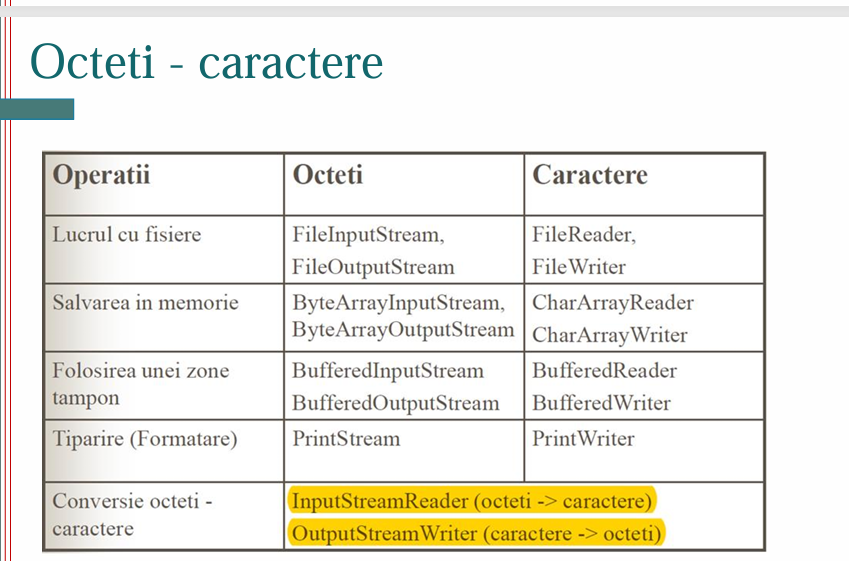 Octeti - caractere
Operatii Octeti Caractere
Lucrul cu fisiere FileInputStream, FileReader,
FileOutputStream FileWriter
Salvarea in memorie ByteArrayInputStream, CharArrayReader
ByteArrayOutputStream CharArrayWriter
Folosirea unei zone BufferedInputStream BufferedReader
tampon BufferedOutputStream BufferedWriter
Tiparire (Formatare) PrintStream PrintWriter
Conversie octeti - InputStreamReader (octeti -> caractere)
caractere OutputStreamWriter (caractere -> octeti)